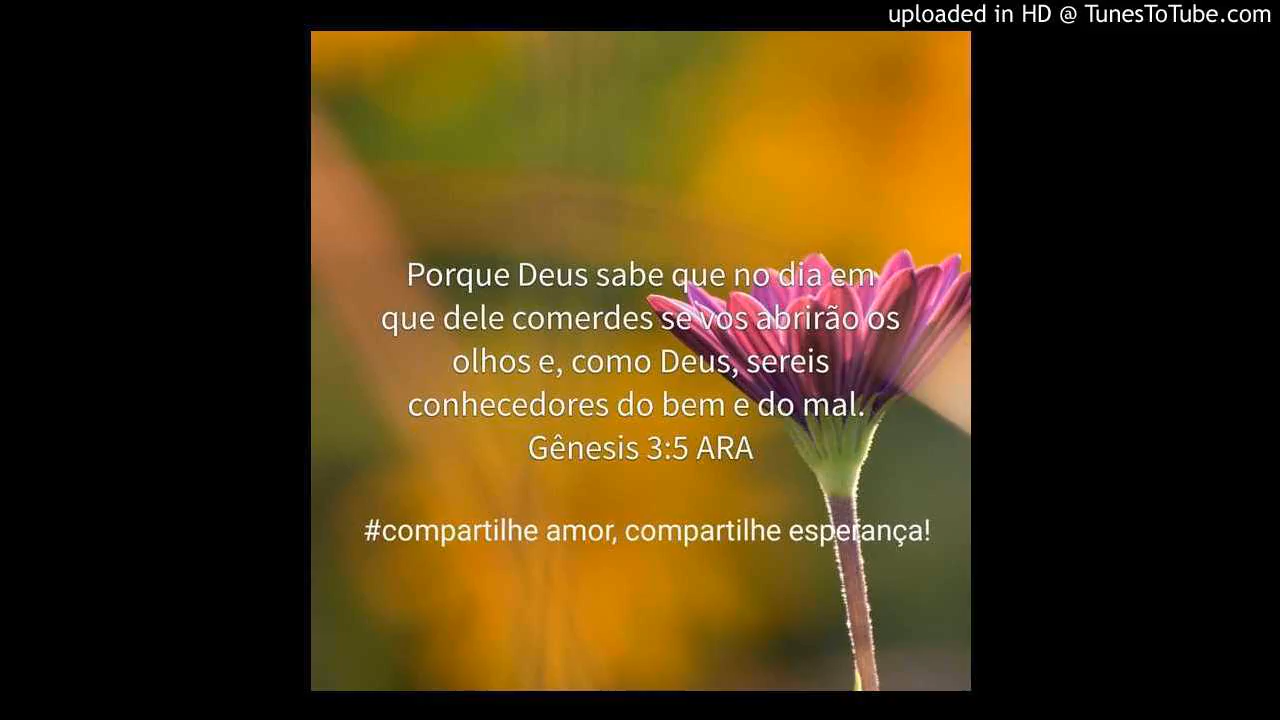 uploaded in HD @ TunesToTube.com
Porque Deus sabe que no dia em
que dele comerdes se vos abrirão os
olhos e, como Deus, sereis
conhecedores do bem e do mal.
Gênesis 3:5 ARA
#compartilhe amor, compartilhe esperança!